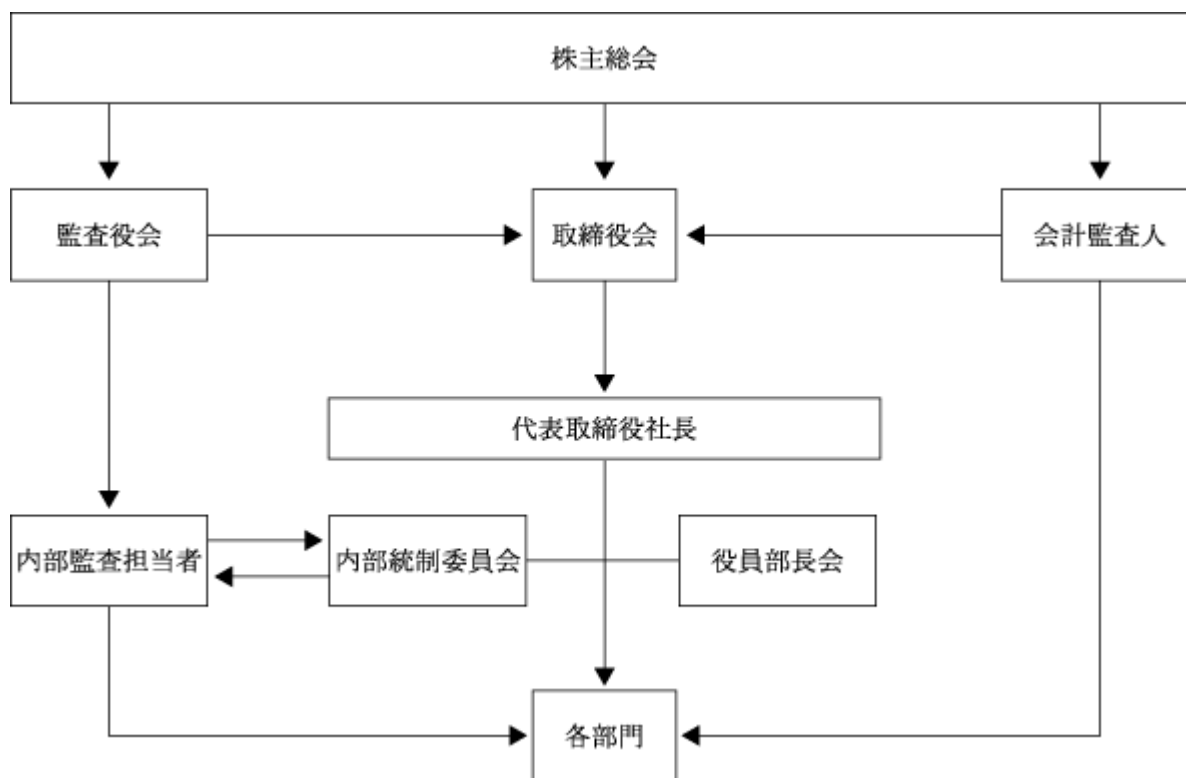 株主総会
監査役会
取締役会
会計監査人
代表取締役社長
内部監査担当者
内部統制委員会
役員部長会
各部門